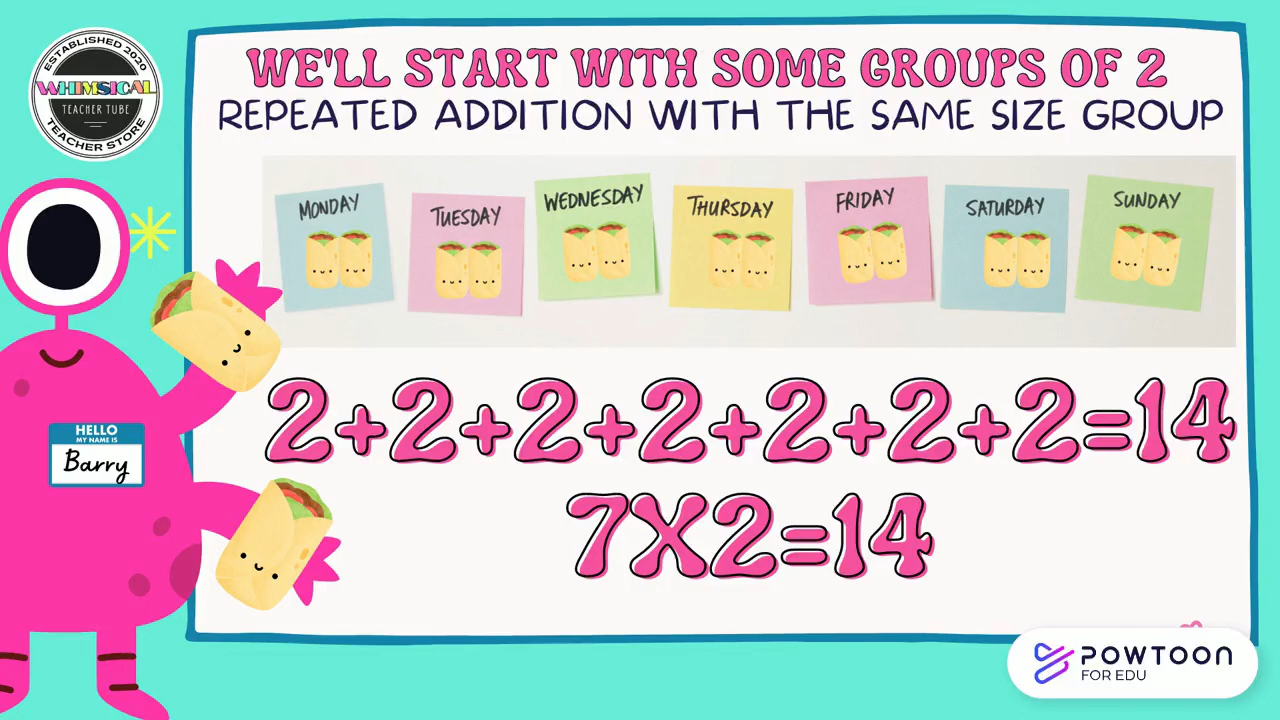 ESTABLISHED 2020
WHIMSICAL
TEACHER TUBE
TEACHER STORE
WE'LL START WITH SOME GROUPS OF 2
REPEATED ADDITION WITH THE SAME SIZE GROUP
MONDAY
TUESDAY
WEDNESDAY
THURSDAY
FRIDAY
SATURDAY
SUNDAY
2+2+2+2+2+2+2=14
7X2=14
HELLO
MY NAME IS
Barry
POWTOON
FOR EDU